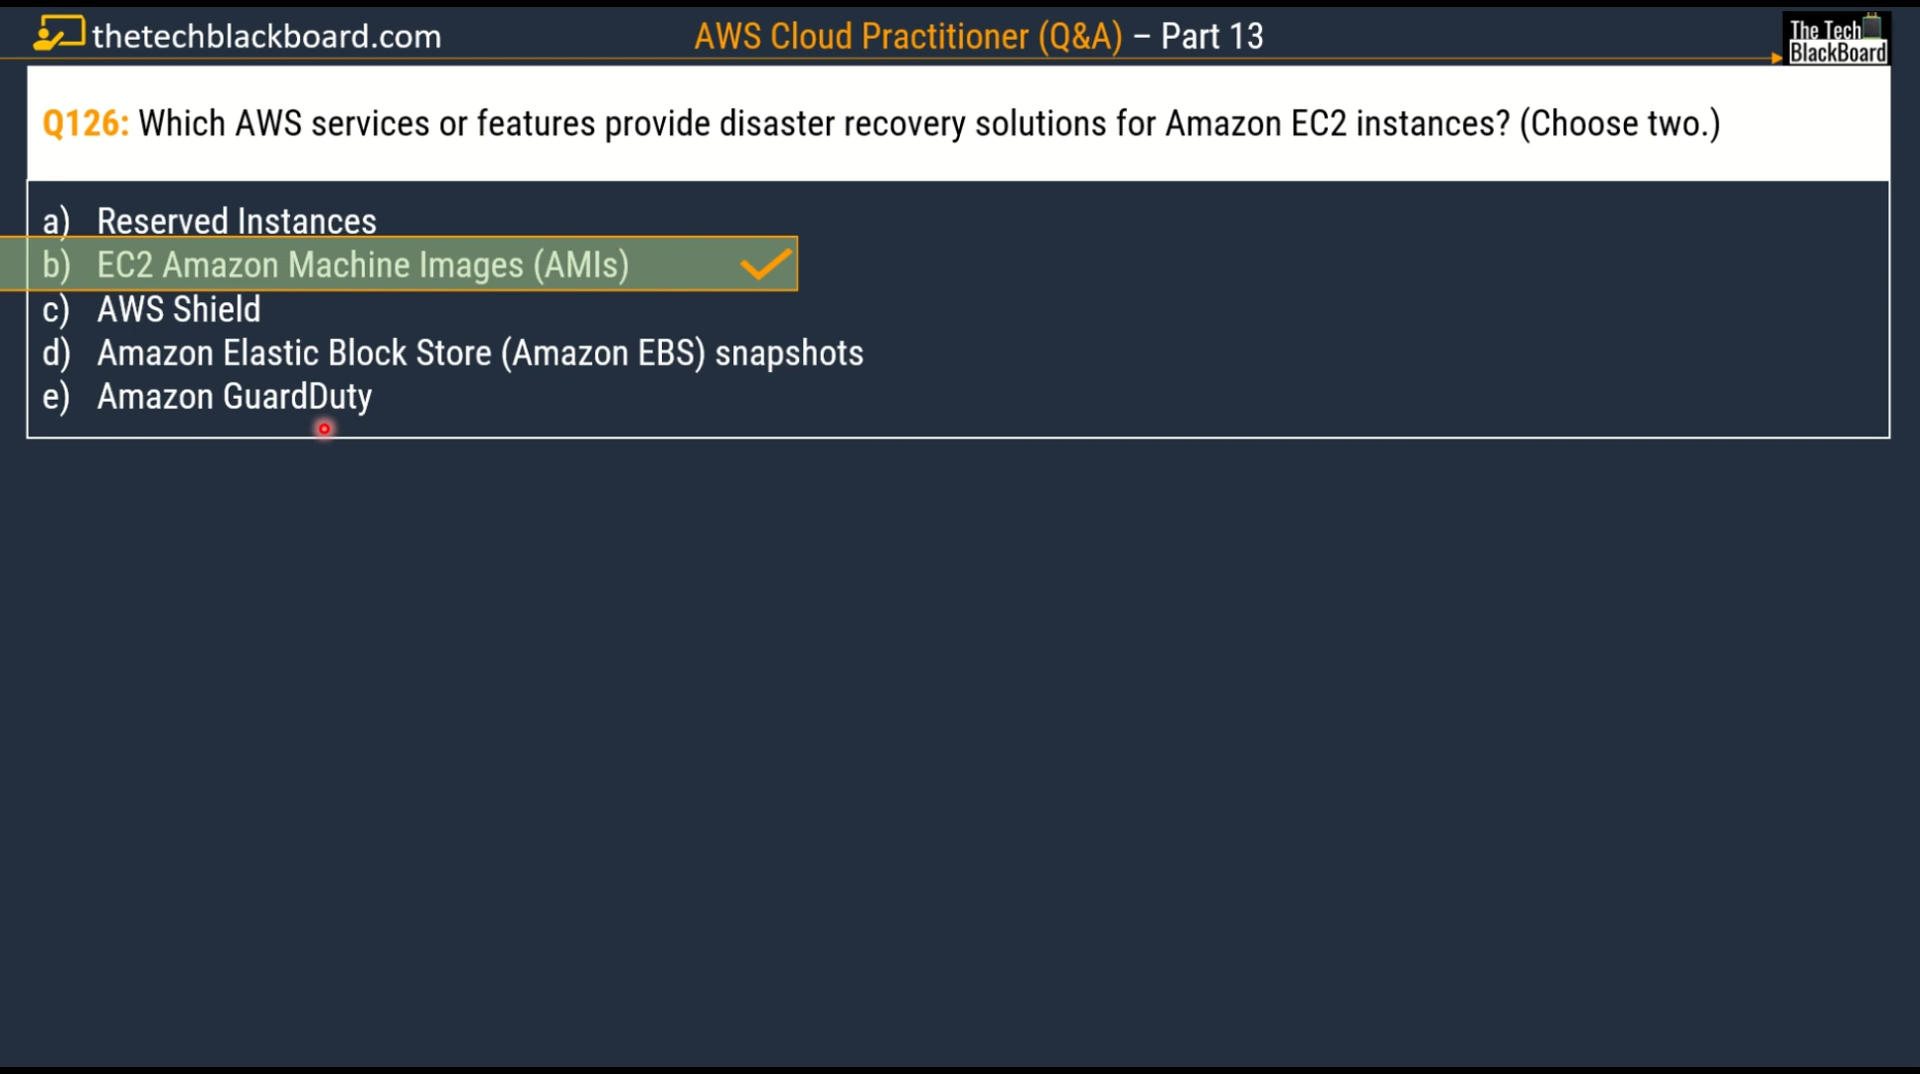 thetechblackboard.com
AWS Cloud Practitioner (Q&A) – Part 13
The Tech
BlackBoard
Q126: Which AWS services or features provide disaster recovery solutions for Amazon EC2 instances? (Choose two.)
a) Reserved Instances
b) EC2 Amazon Machine Images (AMIs)
c) AWS Shield
d) Amazon Elastic Block Store (Amazon EBS) snapshots
e) Amazon GuardDuty